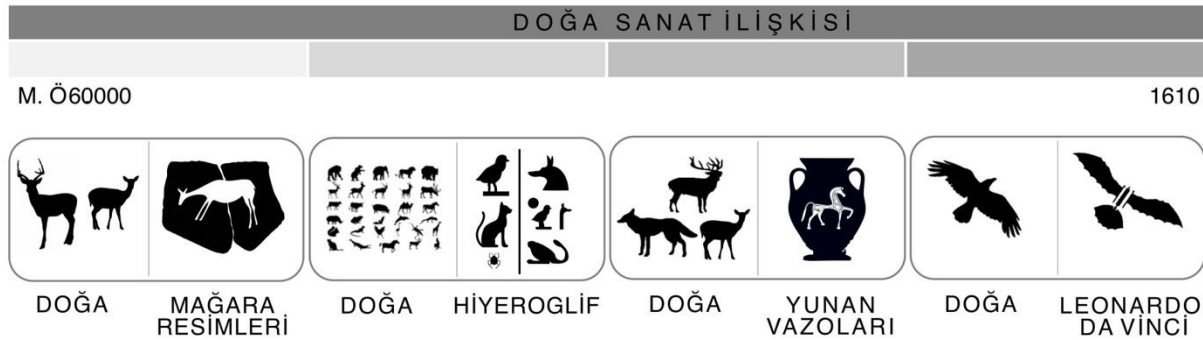 DOĞA SANAT İLİŞKİSİ
M. Ö60000
1610
DOĞA
MAĞARA
RESİMLERİ
DOĞA
HİYEROGLİF
DOĞA
YUNAN
VAZOLARI
DOĞA
LEONARDO
DA VİNCİ